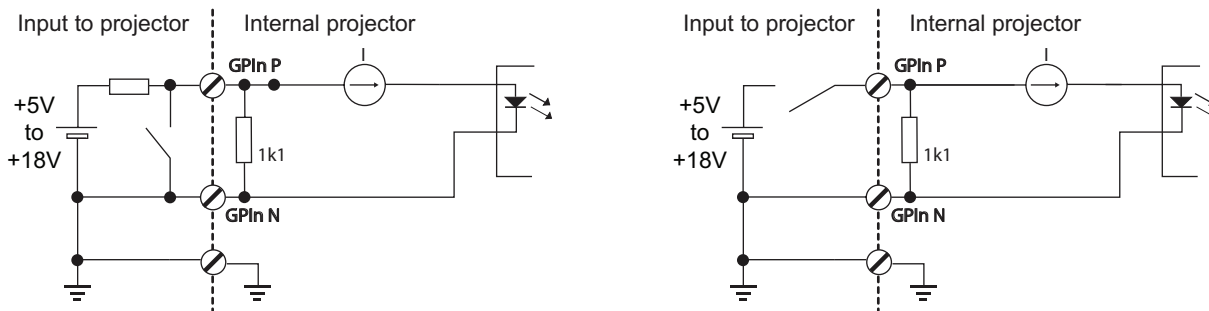 Input to projector
Internal projector
I
GPIn P
+5V
to
+18V
1k1
GPIn N
Input to projector
Internal projector
I
GPIn P
+5V
to
+18V
1k1
GPIn N